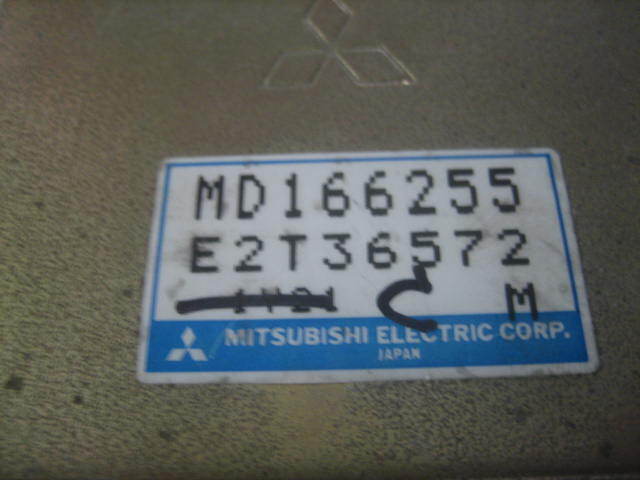 MD166255
E2T36572
C M
MITSUBISHI ELECTRIC CORP.
JAPAN